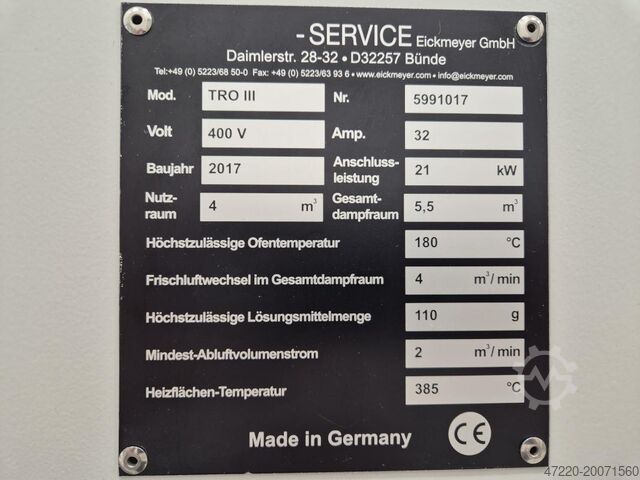 -SERVICE Eickmeyer GmbH
Daimlerstr. 28-32 • D32257 Bünde
Tel:+49 (0) 5223/68 50-0 Fax: +49 (0) 5223/63 93 6 • www.eickmeyer.com • info@eickmeyer.com
Mod. TRO III Nr. 5991017
Volt 400 V Amp. 32
Baujahr 2017 Anschluss-leistung 21 kW
Nutz-raum 4 m³ Gesamt-dampfraum 5,5 m³
Höchstzulässige Ofentemperatur 180 °C
Frischluftwechsel im Gesamtdampfraum 4 m³/ min
Höchstzulässige Lösungsmittelmenge 110 g
Mindest-Abluftvolumenstrom 2 m³/ min
Heizflächen-Temperatur 385 °C
Made in Germany CE
47220-20071560